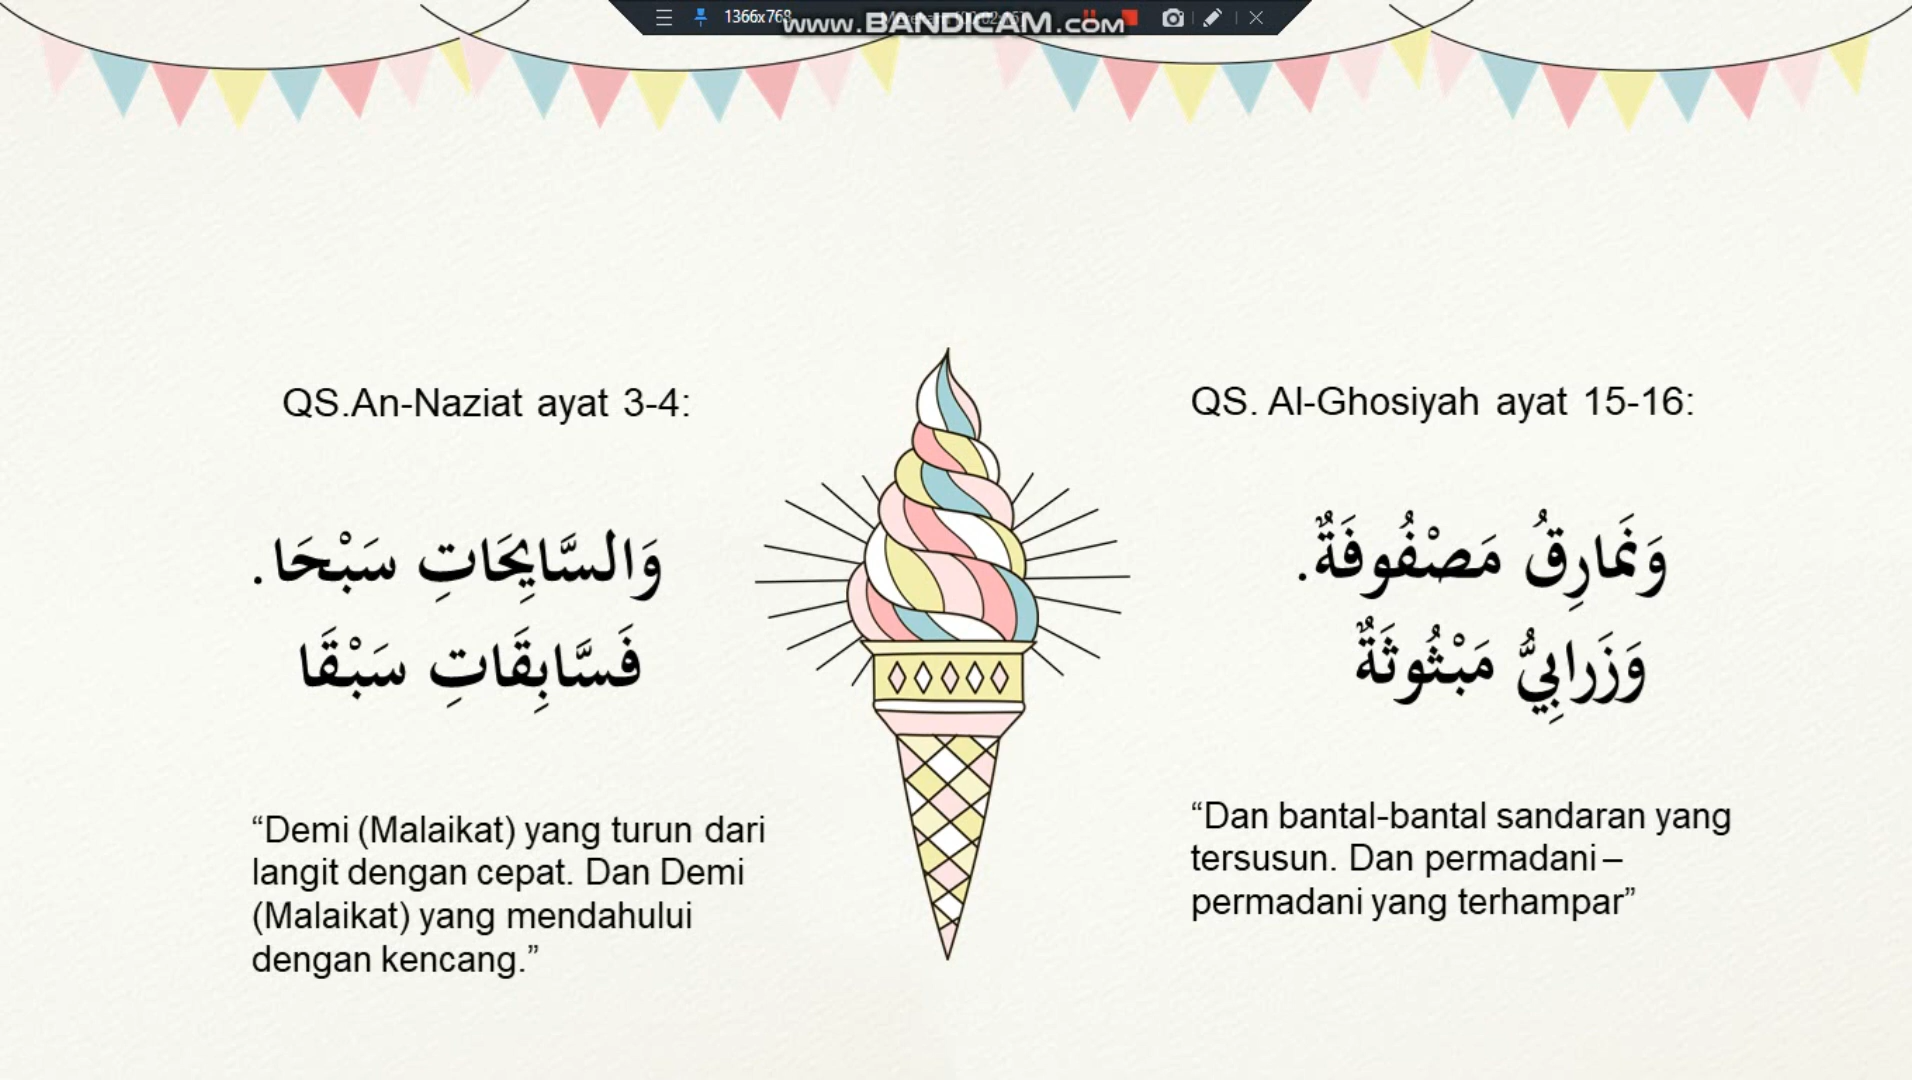 1366x768
www.BANDICAM.com
QS.An-Naziat ayat 3-4:
وَالسَّابِحَاتِ سَبْحَا.
فَسَّابِقَاتِ سَبْقَا
“Demi (Malaikat) yang turun dari
langit dengan cepat. Dan Demi
(Malaikat) yang mendahului
dengan kencang.”
QS. Al-Ghosiyah ayat 15-16:
وَنَمارِقُ مَصْفُوفَةٌ.
وَزَرابِيُّ مَبْثُوثَةٌ
“Dan bantal-bantal sandaran yang
tersusun. Dan permadani –
permadani yang terhampar”